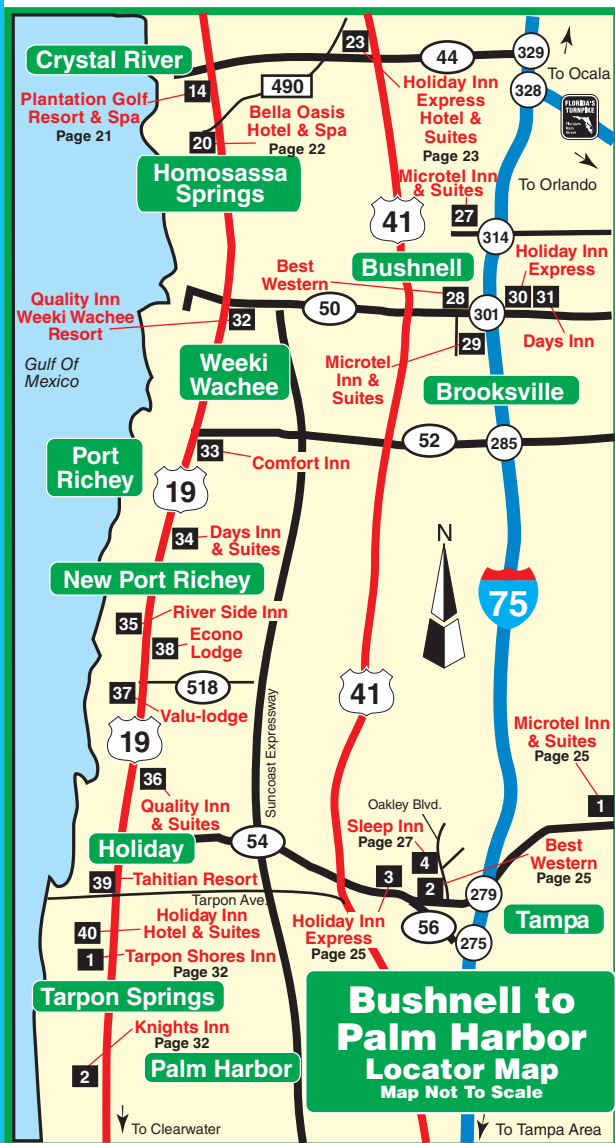 Crystal River
23
44
329
To Ocala
Plantation Golf
Resort & Spa
Page 21
14
490
Bella Oasis
Hotel & Spa
Page 22
20
Holiday Inn
Express
Hotel &
Suites
Page 23
328
FLORIDA'S
TURNPIKE
To Orlando
Homosassa
Springs
Microtel Inn
& Suites
27
41
314
Bushnell
Best
Western
28
Holiday Inn
Express
30
31
Days Inn
Quality Inn
Weeki Wachee
Resort
32
50
301
29
Gulf Of
Mexico
Weeki
Wachee
Microtel
Inn &
Suites
Brooksville
Port
Richey
33
Comfort Inn
52
285
19
34
Days Inn
& Suites
N
New Port Richey
75
35
River Side Inn
38
Econo
Lodge
37
518
Valu-lodge
41
19
Suncoast Expressway
Microtel Inn
& Suites
Page 25
1
36
Quality Inn
& Suites
Oakley Blvd.
Sleep Inn
Page 27
4
Holiday
54
3
2
Best
Western
Page 25
39
Tahitian Resort
Tarpon Ave.
279
Holiday Inn
Express
Page 25
56
275
Tampa
40
Holiday Inn
Hotel & Suites
1
Tarpon Shores Inn
Page 32
Tarpon Springs
Knights Inn
Page 32
2
Palm Harbor
Bushnell to
Palm Harbor
Locator Map
Map Not To Scale
To Clearwater
To Tampa Area